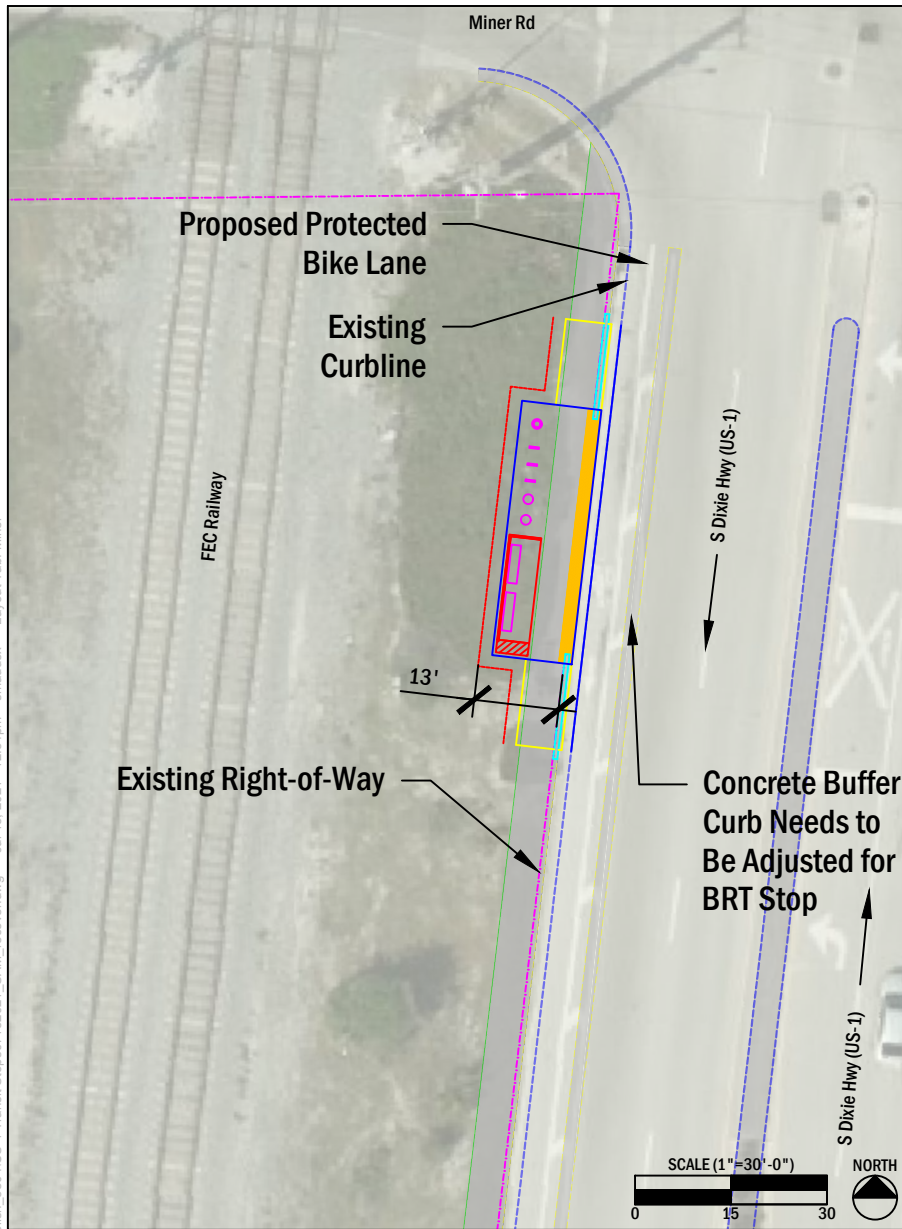 Miner Rd
Proposed Protected
Bike Lane
Existing
Curbline
FEC Railway
S Dixie Hwy (US-1)
13'
Existing Right-of-Way
Concrete Buffer
Curb Needs to
Be Adjusted for
BRT Stop
S Dixie Hwy (US-1)
SCALE (1"=30'-0")
0 15 30
NORTH